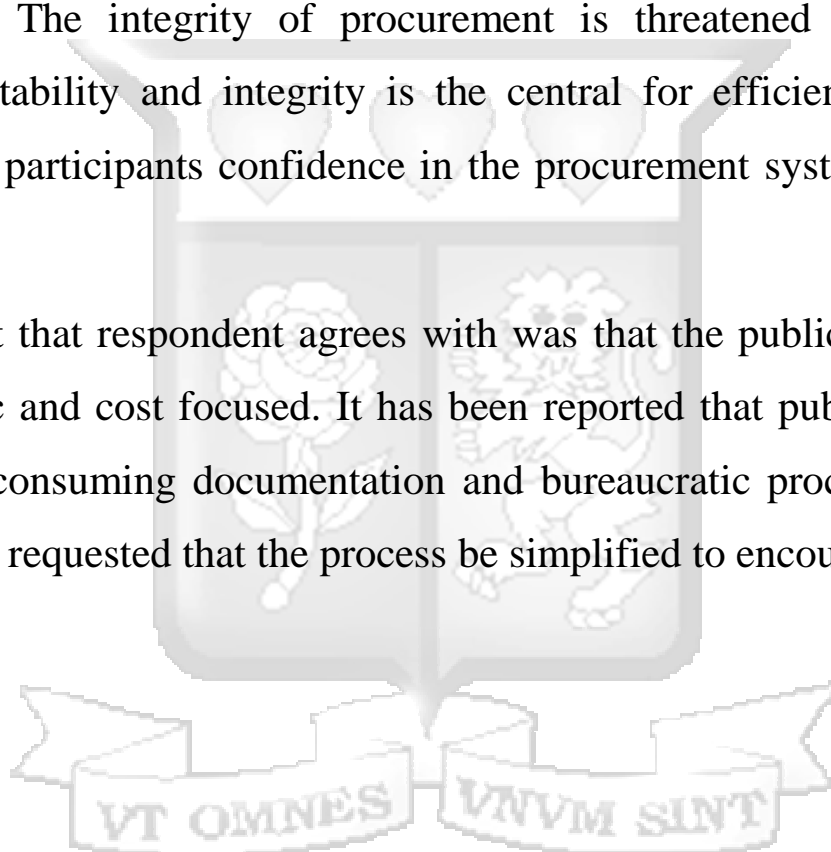 The integrity of procurement is threatened
tability and integrity is the central for efficien
participants confidence in the procurement syst
t that respondent agrees with was that the public
c and cost focused. It has been reported that pub
consuming documentation and bureaucratic proc
requested that the process be simplified to encou
VT OMNES VNVM SINT